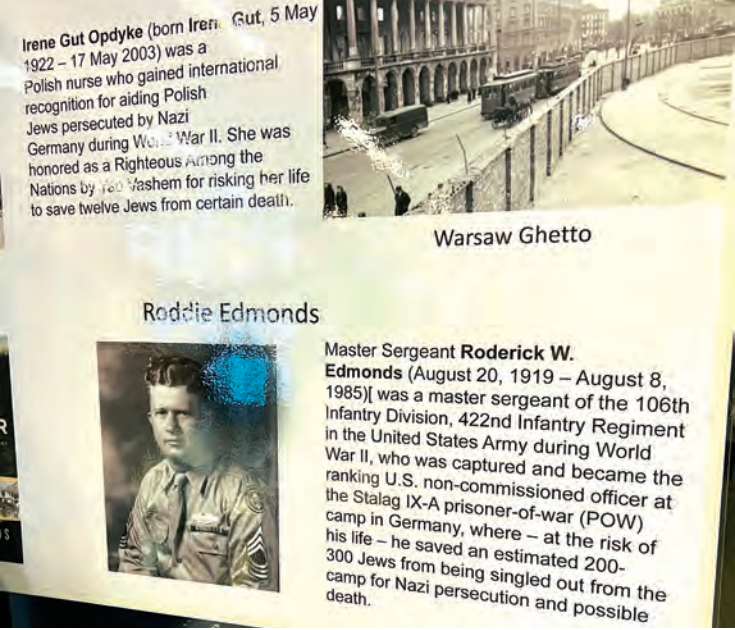 Irene Gut Opdyke (born Irene Gut, 5 May
1922 – 17 May 2003) was a
Polish nurse who gained international
recognition for aiding Polish
Jews persecuted by Nazi
Germany during World War II. She was
honored as a Righteous Among the
Nations by Yad Vashem for risking her life
to save twelve Jews from certain death.
Warsaw Ghetto
Roddie Edmonds
Master Sergeant Roderick W.
Edmonds (August 20, 1919 – August 8,
1985)[ was a master sergeant of the 106th
Infantry Division, 422nd Infantry Regiment
in the United States Army during World
War II, who was captured and became the
ranking U.S. non-commissioned officer at
the Stalag IX-A prisoner-of-war (POW)
camp in Germany, where – at the risk of
his life – he saved an estimated 200-
300 Jews from being singled out from the
camp for Nazi persecution and possible
death.